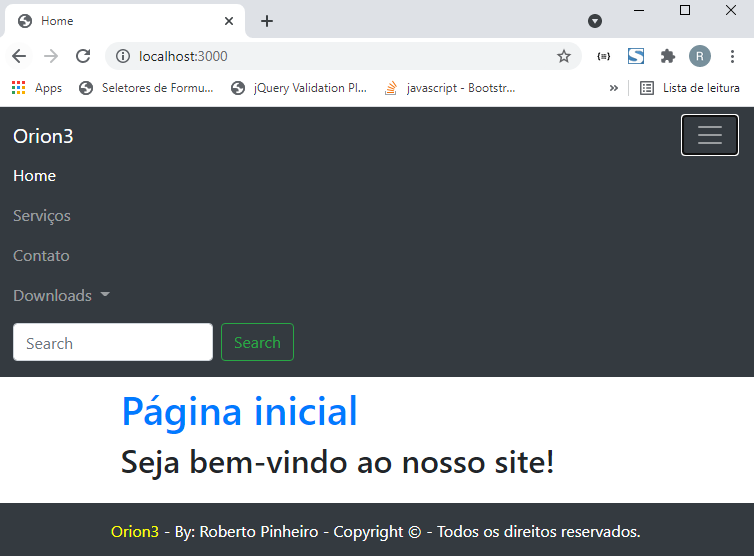 Home
localhost:3000
R
Apps
Seletores de Formu...
jQuery Validation Pl...
javascript - Bootstr...
»
Lista de leitura
Orion3
Home
Serviços
Contato
Downloads
Search
Search
Página inicial
Seja bem-vindo ao nosso site!
Orion3 - By: Roberto Pinheiro - Copyright © - Todos os direitos reservados.